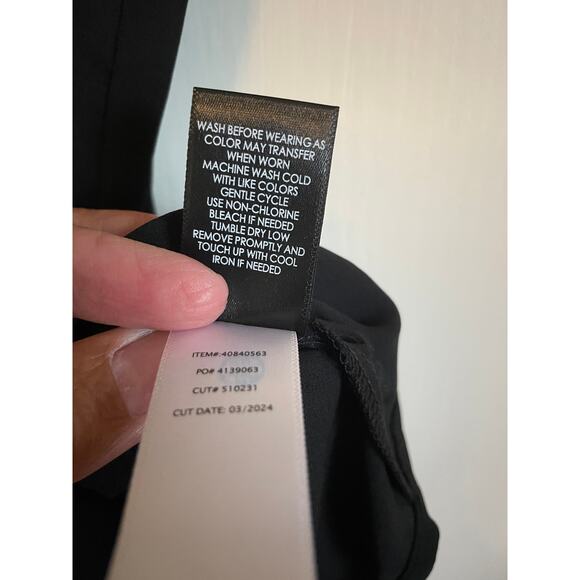 WASH BEFORE WEARING AS
COLOR MAY TRANSFER
WHEN WORN
MACHINE WASH COLD
WITH LIKE COLORS
GENTLE CYCLE
USE NON-CHLORINE
BLEACH IF NEEDED
TUMBLE DRY LOW
REMOVE PROMPTLY AND
TOUCH UP WITH COOL
IRON IF NEEDED
ITEM#:40840563
PO# 4139063
CUT# 510231
CUT DATE: 03/2024